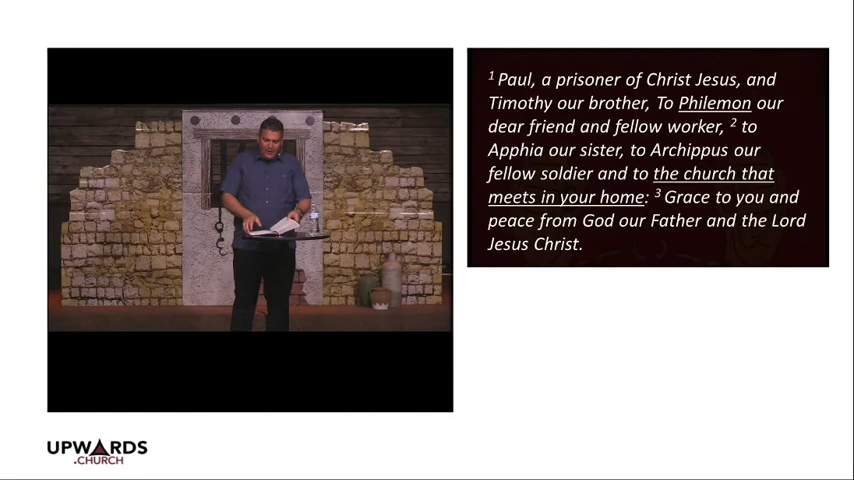 ¹ Paul, a prisoner of Christ Jesus, and
Timothy our brother, To Philemon our
dear friend and fellow worker, ² to
Apphia our sister, to Archippus our
fellow soldier and to the church that
meets in your home: ³ Grace to you and
peace from God our Father and the Lord
Jesus Christ.
UPWARDS
.CHURCH